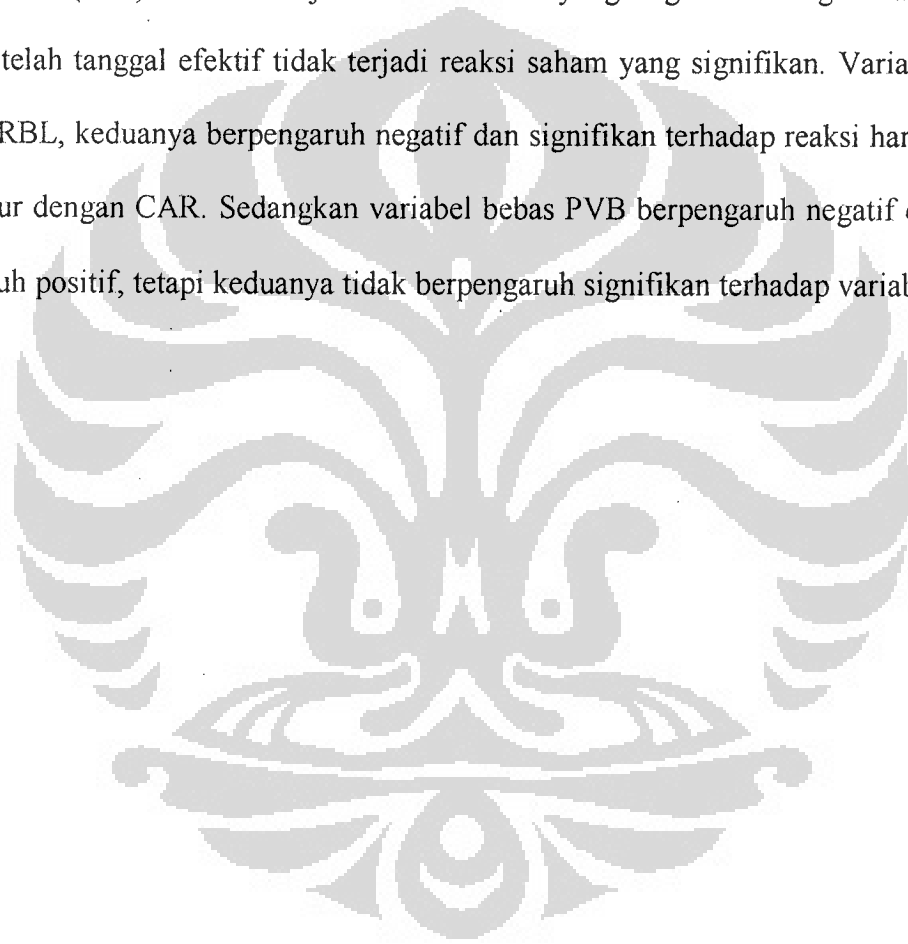 telah tanggal efektif tidak terjadi reaksi saham yang signifikan. Varia
RBL, keduanya berpengaruh negatif dan signifikan terhadap reaksi har
ur dengan CAR. Sedangkan variabel bebas PVB berpengaruh negatif
uh positif, tetapi keduanya tidak berpengaruh signifikan terhadap variab